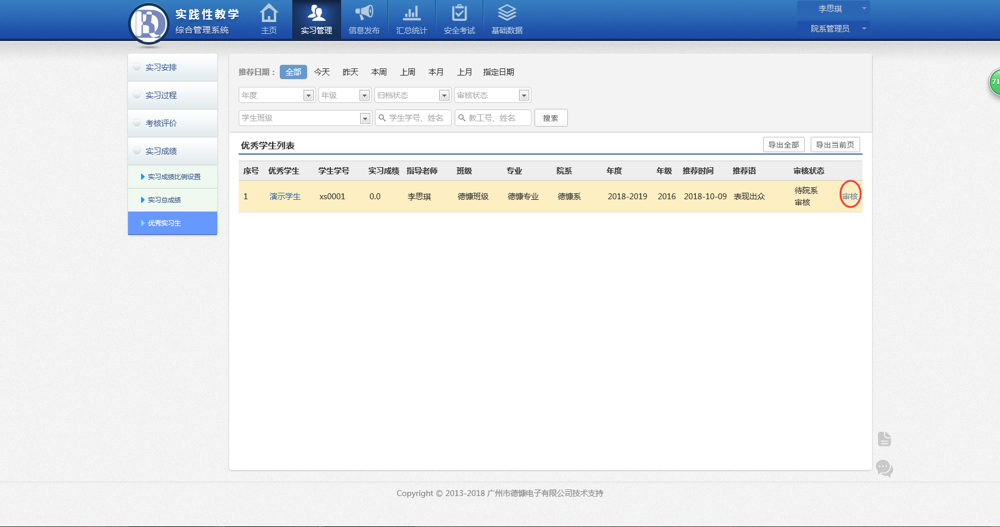 实践性教学
综合管理系统
主页
实习管理
信息发布
汇总统计
安全考试
基础数据
李思琪
院系管理员
71
实习安排
实习过程
考核评价
实习成绩
实习成绩比例设置
实习总成绩
优秀实习生
推荐日期： 全部 今天 昨天 本周 上周 本月 上月 指定日期
年度 年级 归档状态 审核状态
学生班级 学生学号、姓名 教工号、姓名 搜索
优秀学生列表 导出全部 导出当前页
序号 优秀学生 学生学号 实习成绩 指导老师 班级 专业 院系 年度 年级 推荐时间 推荐语 审核状态
1 演示学生 xs0001 0.0 李思琪 德慷班级 德慷专业 德慷系 2018-2019 2016 2018-10-09 表现出众 待院系 审核
审核
Copyright © 2013-2018 广州市德慷电子有限公司技术支持